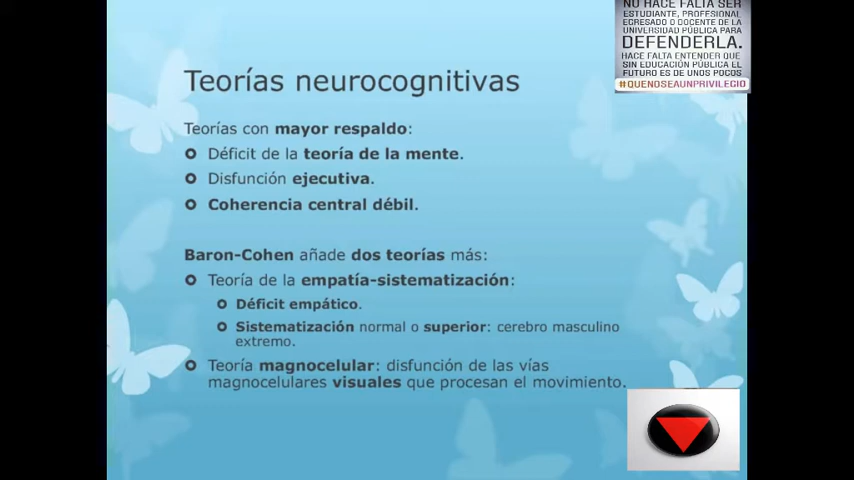 NO HACE FALTA SER
ESTUDIANTE, PROFESIONAL
EGRESADO O DOCENTE DE LA
UNIVERSIDAD PÚBLICA PARA
DEFENDERLA.
HACE FALTA ENTENDER QUE
SIN EDUCACIÓN PÚBLICA EL
FUTURO ES DE UNOS POCOS
#QUENOSEAUNPRIVILEGIO
Teorías neurocognitivas
Teorías con mayor respaldo:
Déficit de la teoría de la mente.
Disfunción ejecutiva.
Coherencia central débil.
Baron-Cohen añade dos teorías más:
Teoría de la empatía-sistematización:
Déficit empático.
Sistematización normal o superior: cerebro masculino
extremo.
Teoría magnocelular: disfunción de las vías
magnocelulares visuales que procesan el movimiento.